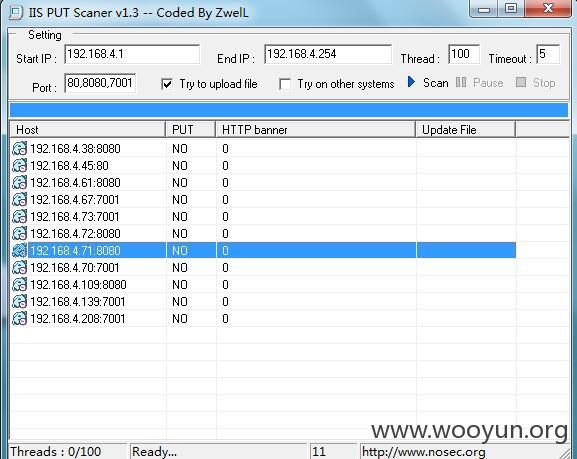 IIS PUT Scaner v1.3 -- Coded By ZwelL
Setting
Start IP : 192.168.4.1 End IP : 192.168.4.254 Thread : 100 Timeout : 5
Port : 80,8080,7001 Try to upload file Try on other systems Scan Pause Stop
Host PUT HTTP banner Update File
192.168.4.38:8080 NO 0
192.168.4.45:80 NO 0
192.168.4.61:8080 NO 0
192.168.4.67:7001 NO 0
192.168.4.73:7001 NO 0
192.168.4.72:8080 NO 0
192.168.4.71:8080 NO 0
192.168.4.70:7001 NO 0
192.168.4.109:8080 NO 0
192.168.4.139:7001 NO 0
192.168.4.208:7001 NO 0
www.wooyun.org
Threads : 0/100 Ready... 11 http://www.nosec.org